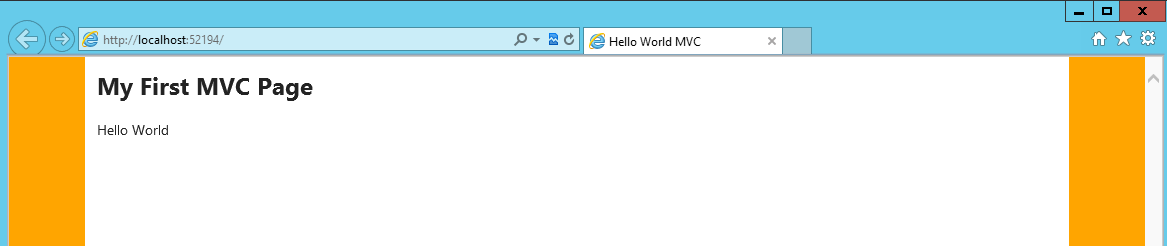 http://localhost:52194/
Hello World MVC
My First MVC Page
Hello World